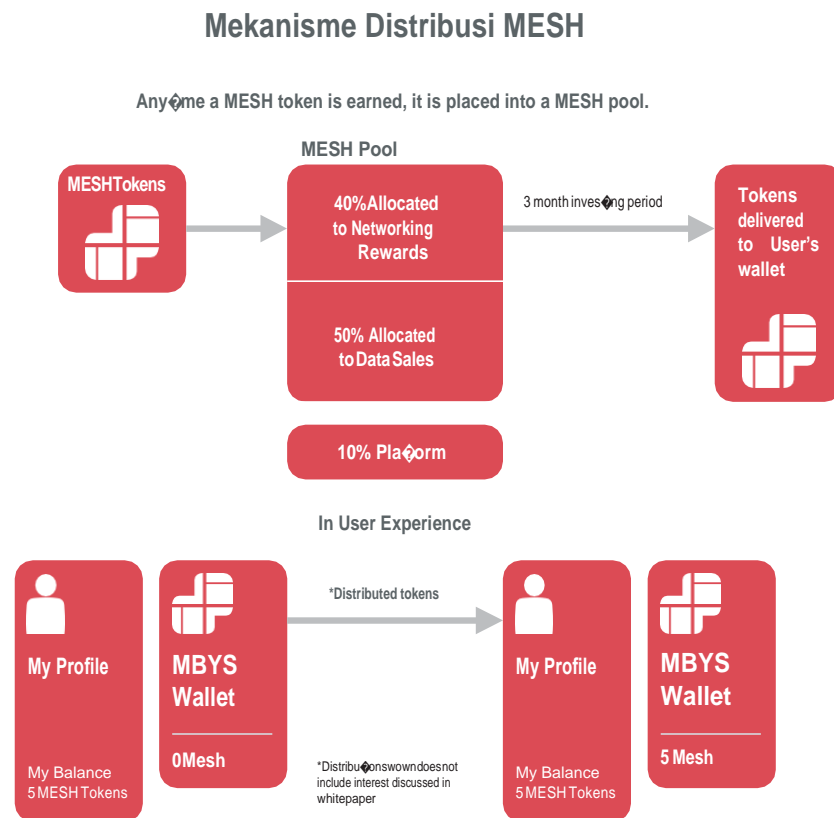 Mekanisme Distribusi MESH
Any�me a MESH token is earned, it is placed into a MESH pool.
MESH Pool
MESHTokens
40%Allocated
to Networking
Rewards
3 month inves�ng period
Tokens
delivered
to User's
wallet
50% Allocated
to Data Sales
10% Pla�orm
In User Experience
My Profile
My Balance
5 MESH Tokens
MBYS
Wallet
0Mesh
*Distributed tokens
*Distribu�onswowndoesnot
include interest discussed in
whitepaper
My Profile
My Balance
5 MESH Tokens
MBYS
Wallet
5 Mesh